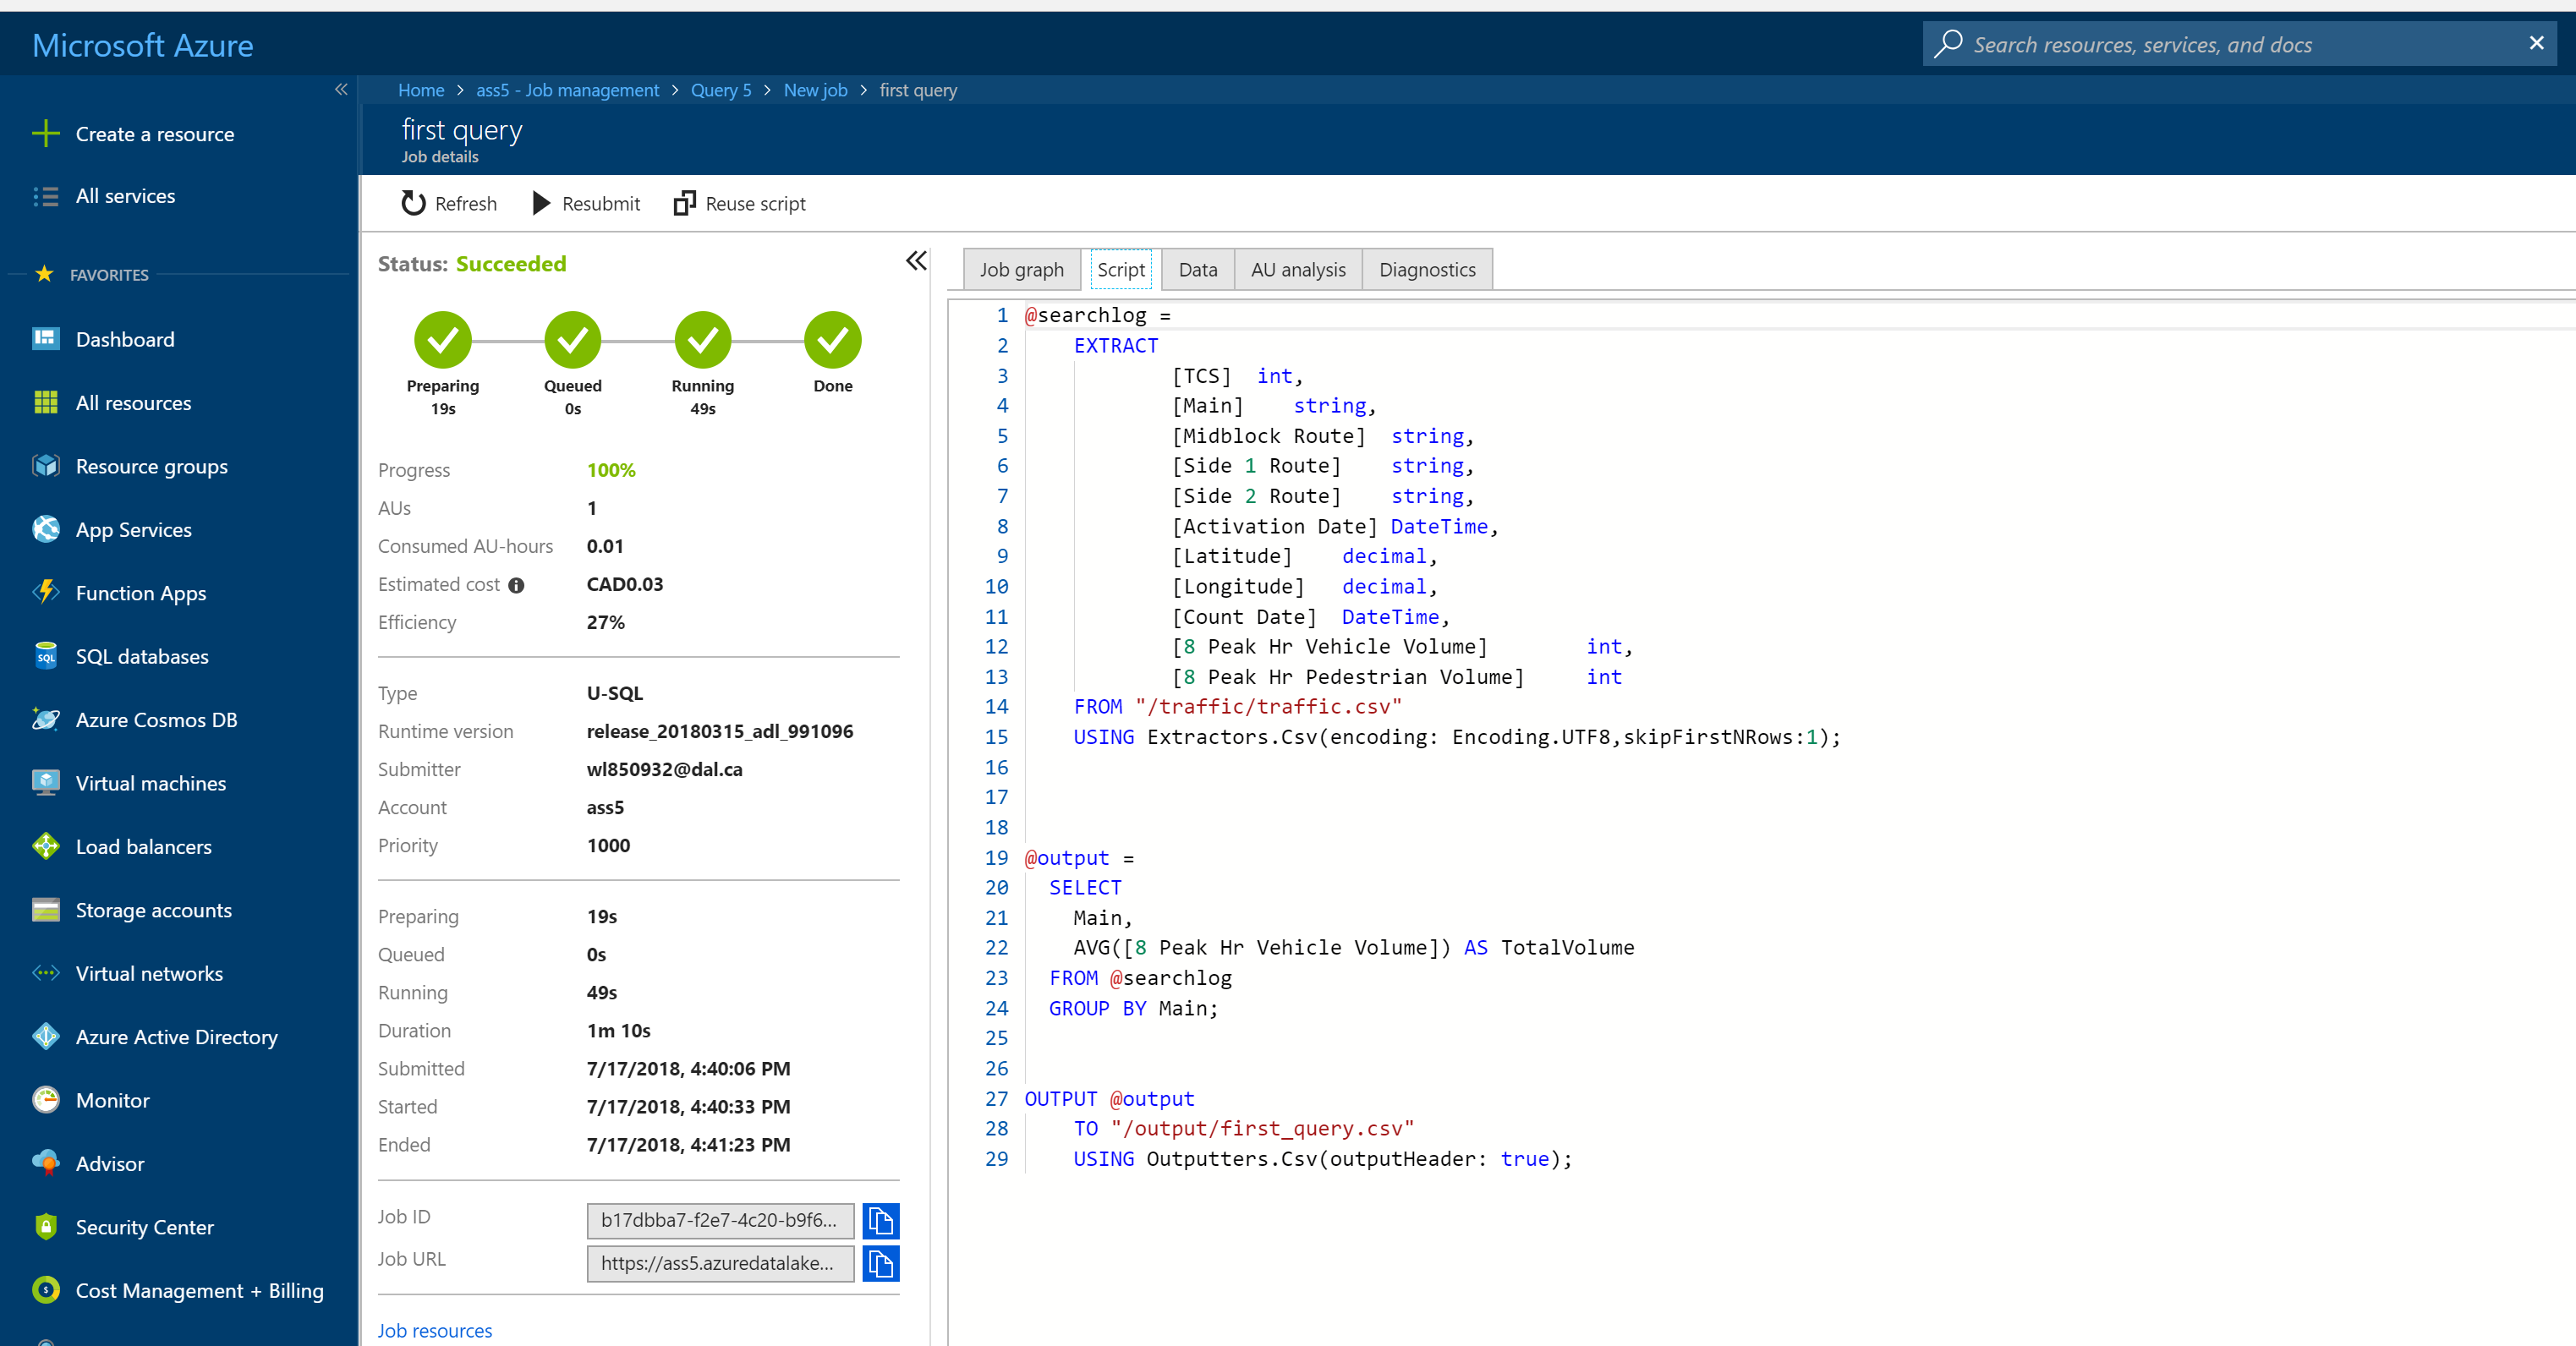 Microsoft Azure
Search resources, services, and docs
Home > ass5 - Job management > Query 5 > New job > first query
first query
Job details
Create a resource
All services
FAVORITES
Dashboard
All resources
Resource groups
App Services
Function Apps
SQL databases
Azure Cosmos DB
Virtual machines
Load balancers
Storage accounts
Virtual networks
Azure Active Directory
Monitor
Advisor
Security Center
Cost Management + Billing
Refresh Resubmit Reuse script
Status: Succeeded
Preparing Queued Running Done
19s 0s 49s
Progress 100%
AUs 1
Consumed AU-hours 0.01
Estimated cost CAD0.03
Efficiency 27%
Type U-SQL
Runtime version release_20180315_adl_991096
Submitter wl850932@dal.ca
Account ass5
Priority 1000
Preparing 19s
Queued 0s
Running 49s
Duration 1m 10s
Submitted 7/17/2018, 4:40:06 PM
Started 7/17/2018, 4:40:33 PM
Ended 7/17/2018, 4:41:23 PM
Job ID b17dbba7-f2e7-4c20-b9f6...
Job URL https://ass5.azuredatalake...
Job resources
Job graph Script Data AU analysis Diagnostics
1 @searchlog =
2 EXTRACT
3 [TCS] int,
4 [Main] string,
5 [Midblock Route] string,
6 [Side 1 Route] string,
7 [Side 2 Route] string,
8 [Activation Date] DateTime,
9 [Latitude] decimal,
10 [Longitude] decimal,
11 [Count Date] DateTime,
12 [8 Peak Hr Vehicle Volume] int,
13 [8 Peak Hr Pedestrian Volume] int
14 FROM "/traffic/traffic.csv"
15 USING Extractors.Csv(encoding: Encoding.UTF8,skipFirstNRows:1);
16
17
18
19 @output =
20 SELECT
21 Main,
22 AVG([8 Peak Hr Vehicle Volume]) AS TotalVolume
23 FROM @searchlog
24 GROUP BY Main;
25
26
27 OUTPUT @output
28 TO "/output/first_query.csv"
29 USING Outputters.Csv(outputHeader: true);